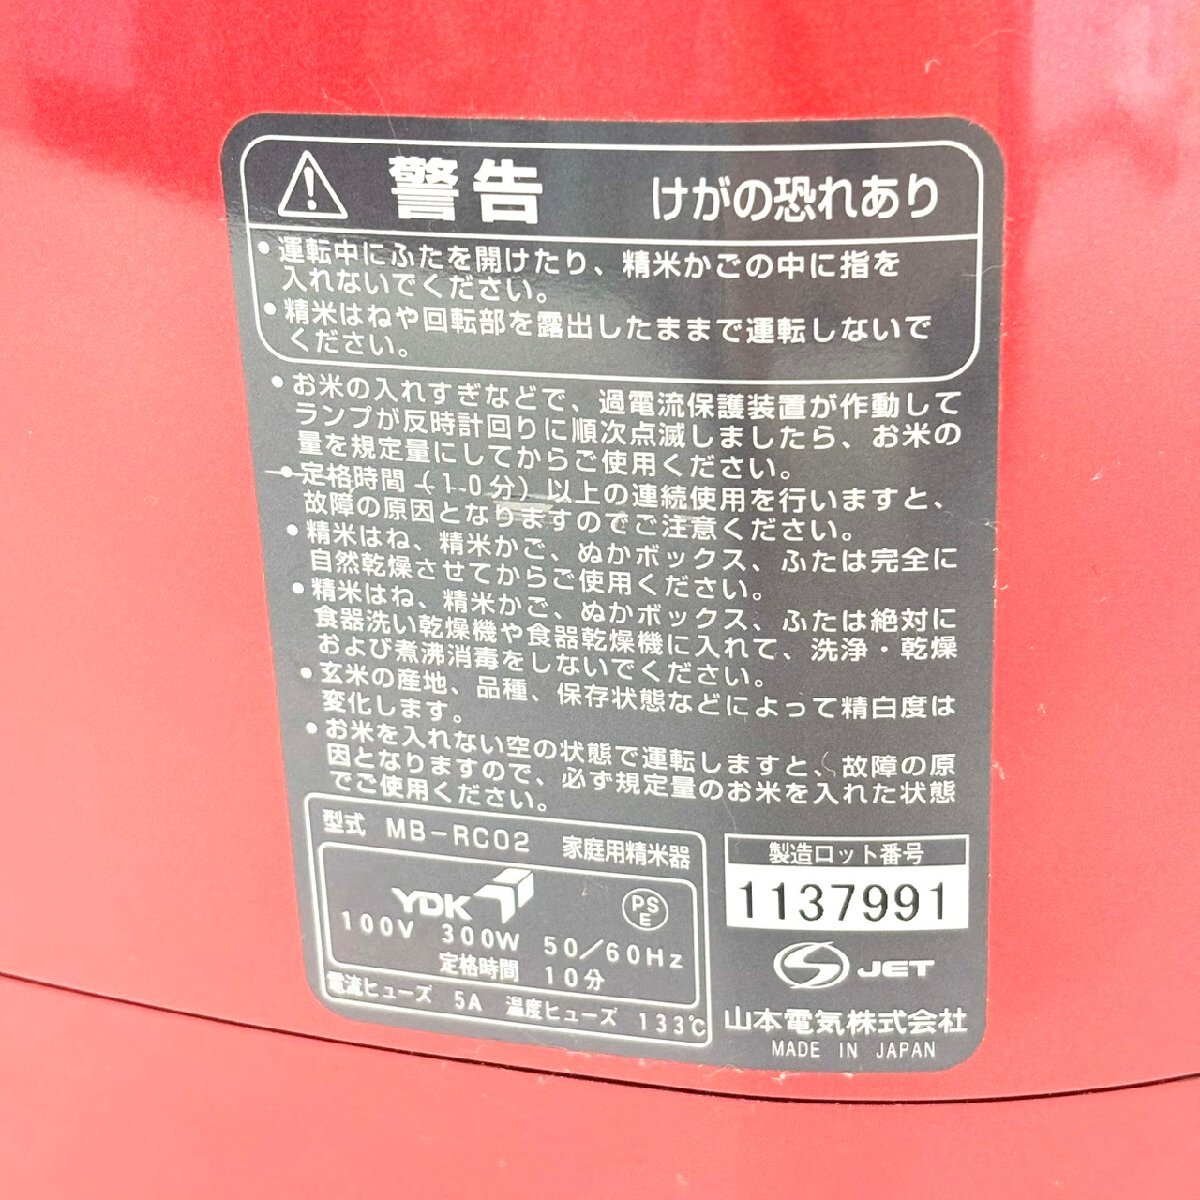 警告 けがの恐れあり
・運転中にふたを開けたり、精米かごの中に指を
入れないでください。
・精米はねや回転部を露出したままで運転しないで
ください。
・お米の入れすぎなどで、過電流保護装置が作動して
ランプが反時計回りに順次点滅しましたら、お米の
量を規定量にしてからご使用ください。
・定格時間(10分)以上の連続使用を行いますと、
故障の原因となりますのでご注意ください。
・精米はね、精米かご、ぬかボックス、ふたは完全に
自然乾燥させてからご使用ください。
・精米はね、精米かご、ぬかボックス、ふたは絶対に
食器洗い乾燥機や食器乾燥機に入れて、洗浄・乾燥
および煮沸消毒をしないでください。
・玄米の産地、品種、保存状態などによって精白度は
変化します。
・お米を入れない空の状態で運転しますと、故障の原
因となりますので、必ず規定量のお米を入れた状態
でご使用ください。
型式 MB-RC02 家庭用精米器
YDK PSE
100V 300W 50/60Hz
定格時間 10分
電流ヒューズ 5A 温度ヒューズ 133℃
製造ロット番号
1137991
S JET
山本電気株式会社
MADE IN JAPAN